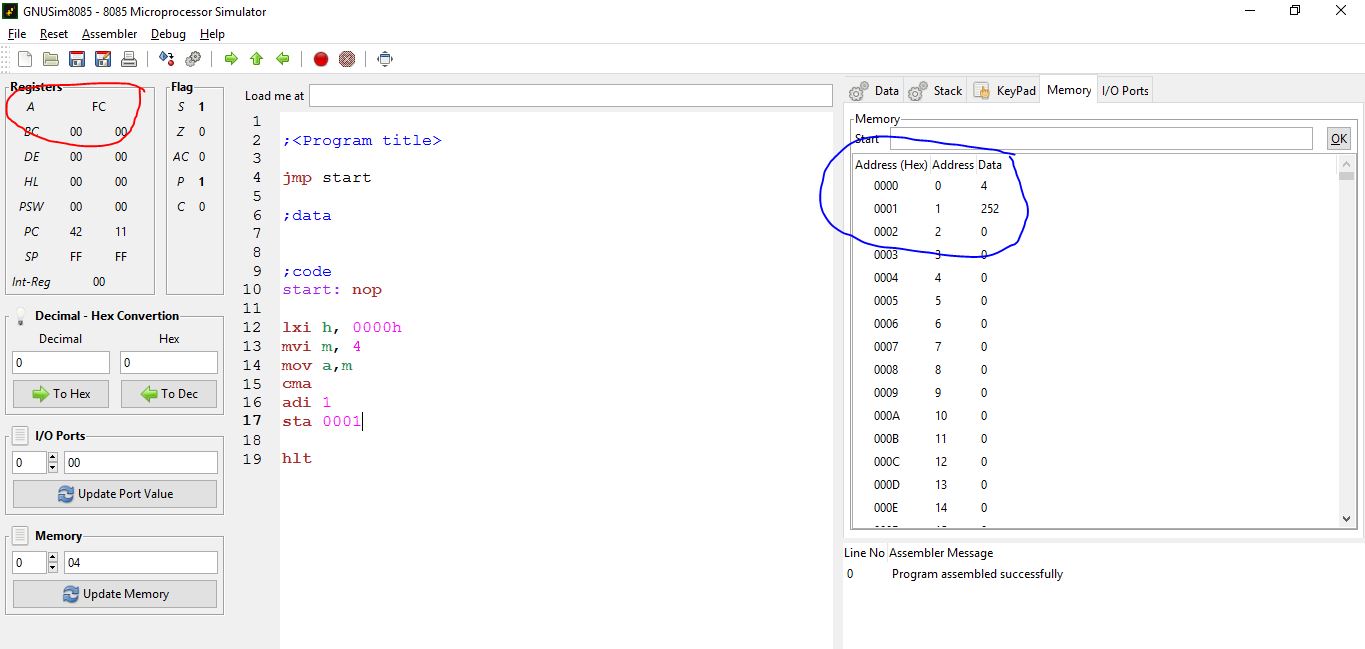 GNUSim8085 - 8085 Microprocessor Simulator
File Reset Assembler Debug Help
Registers
A FC
BC 00 00
DE 00 00
HL 00 00
PSW 00 00
PC 42 11
SP FF FF
Int-Reg 00
Flag
S 1
Z 0
AC 0
P 1
C 0
Decimal - Hex Convertion
Decimal Hex
0 0
To Hex To Dec
I/O Ports
0 00
Update Port Value
Memory
0 04
Update Memory
Load me at
1
2 ;<Program title>
3
4 jmp start
5
6 ;data
7
8
9 ;code
10 start: nop
11
12 lxi h, 0000h
13 mvi m, 4
14 mov a,m
15 cma
16 adi 1
17 sta 0001
18
19 hlt
Data Stack KeyPad Memory I/O Ports
Memory
Start OK
Address (Hex) Address Data
0000 0 4
0001 1 252
0002 2 0
0003 3 0
0004 4 0
0005 5 0
0006 6 0
0007 7 0
0008 8 0
0009 9 0
000A 10 0
000B 11 0
000C 12 0
000D 13 0
000E 14 0
Line No Assembler Message
0 Program assembled successfully